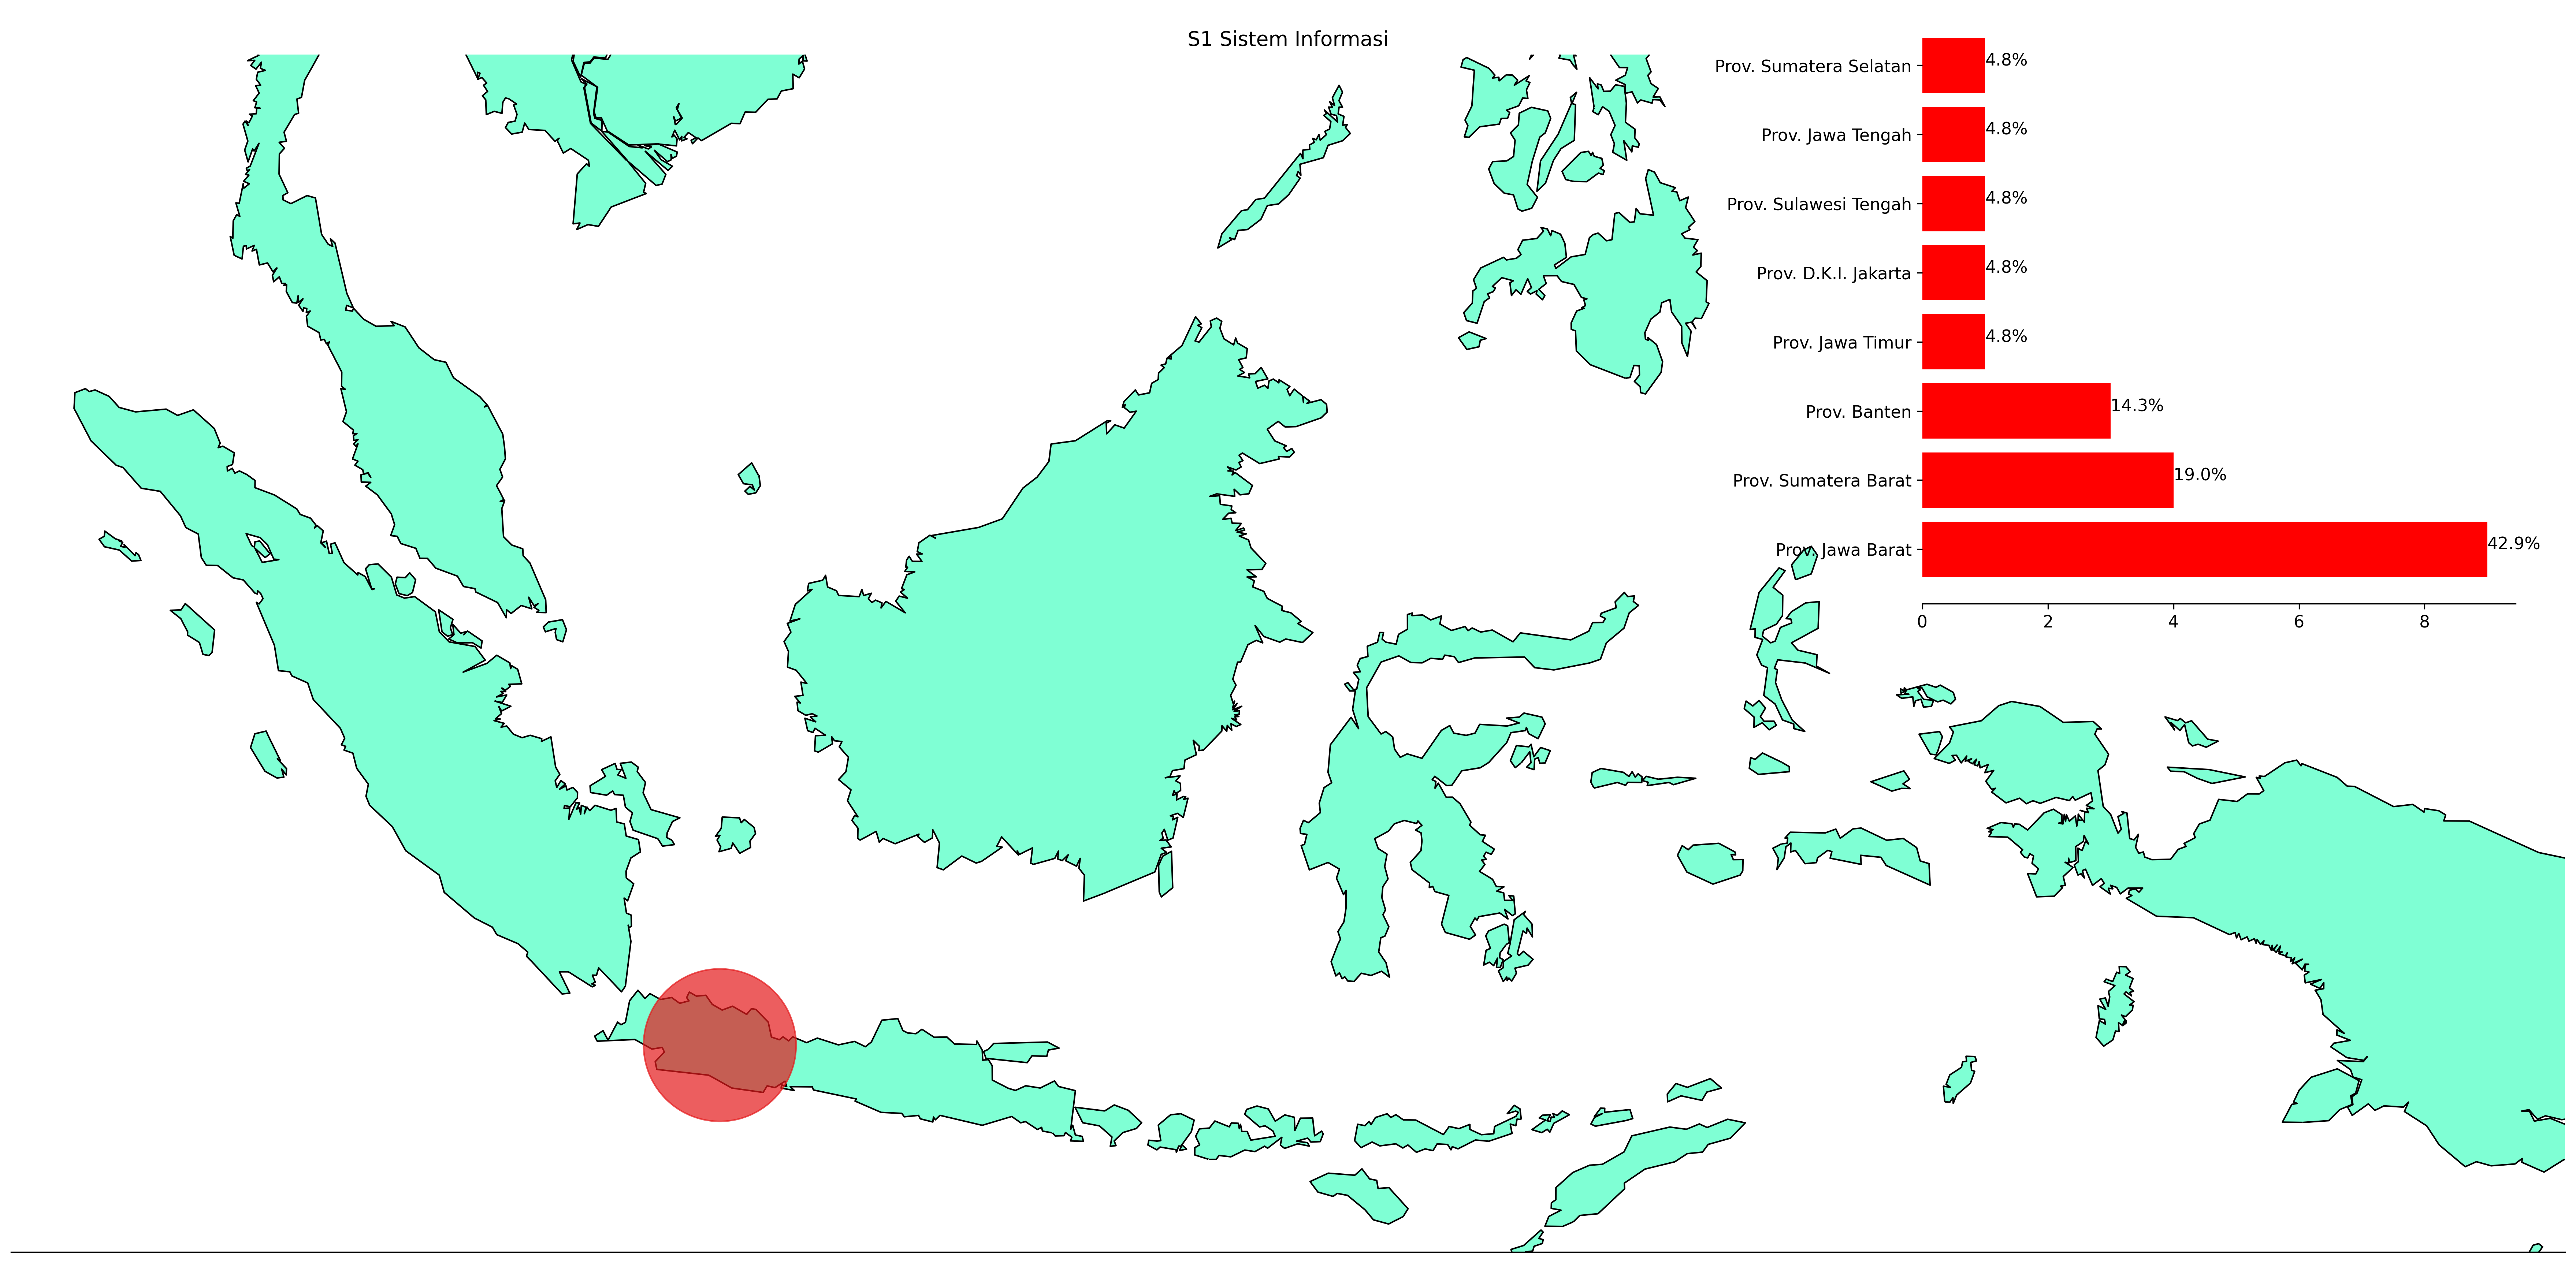 S1 Sistem Informasi
Prov. Sumatera Selatan 4.8%
Prov. Jawa Tengah 4.8%
Prov. Sulawesi Tengah 4.8%
Prov. D.K.I. Jakarta 4.8%
Prov. Jawa Timur 4.8%
Prov. Banten 14.3%
Prov. Sumatera Barat 19.0%
Prov. Jawa Barat 42.9%
0 2 4 6 8